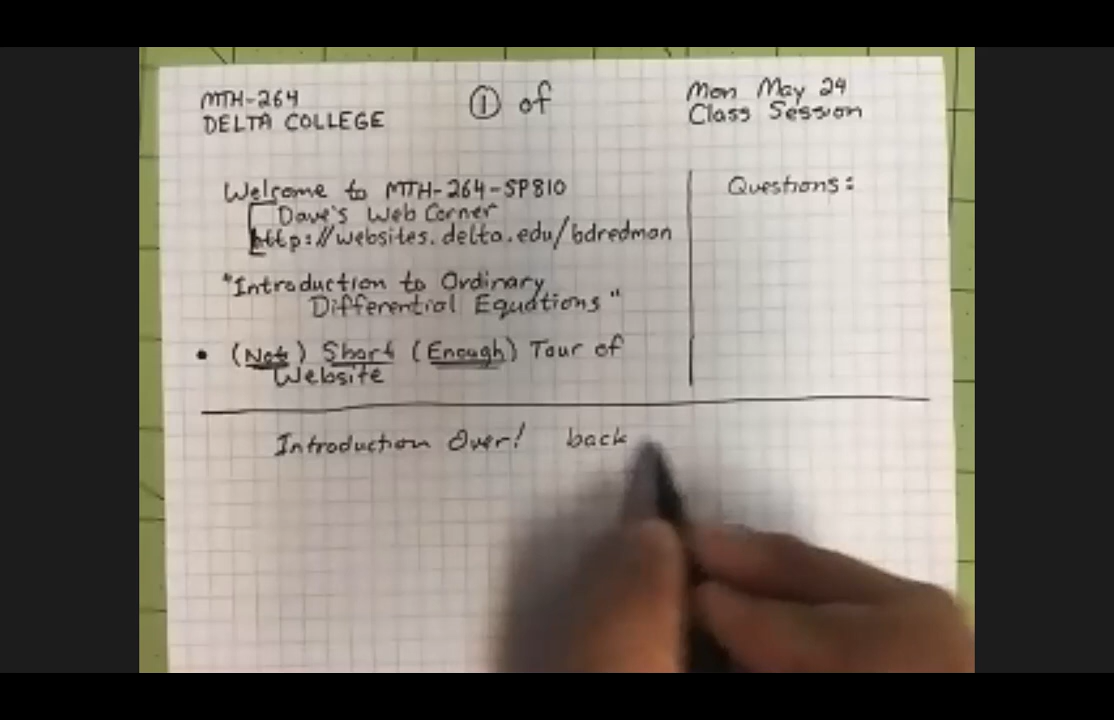 MTH-264
DELTA COLLEGE
① of
Mon May 24
Class Session
Welcome to MTH-264-SP810
Dave's Web Corner
http://websites.delta.edu/bdredman
"Introduction to Ordinary
Differential Equations"
• (Not) Short (Enough) Tour of
Website
Questions:
Introduction Over! back